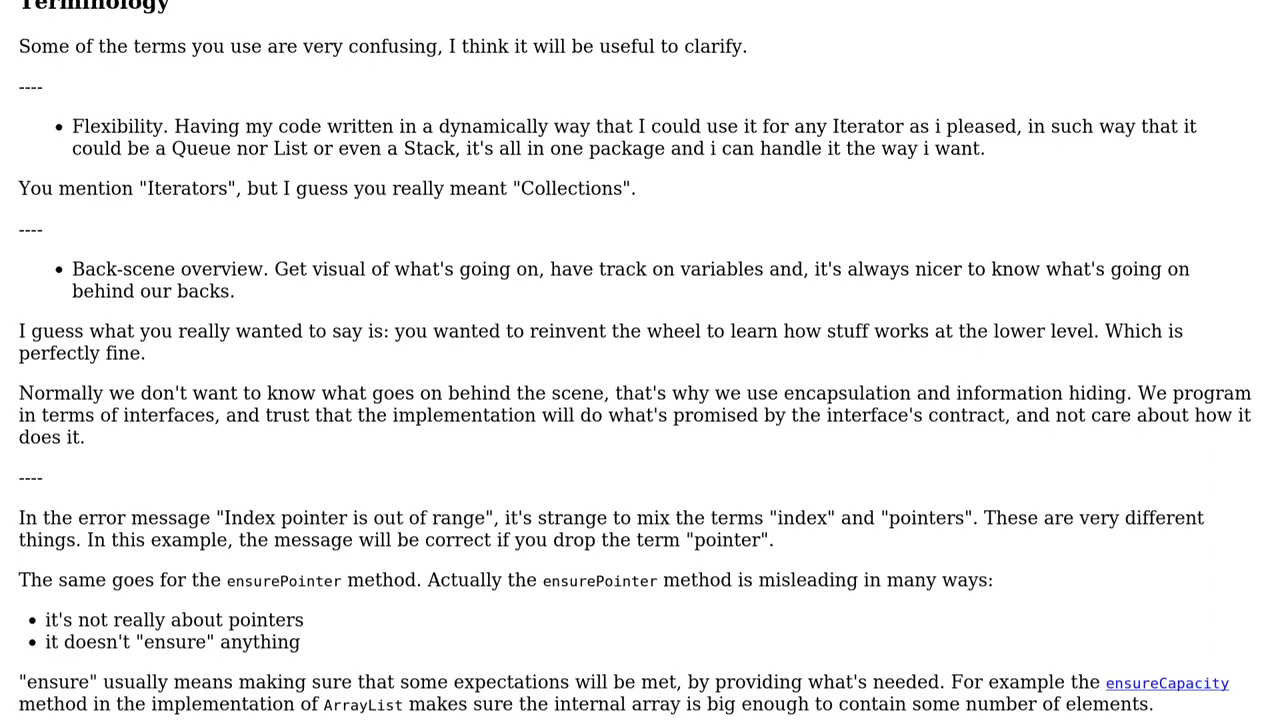 Terminology
Some of the terms you use are very confusing, I think it will be useful to clarify.
----
• Flexibility. Having my code written in a dynamically way that I could use it for any Iterator as i pleased, in such way that it
could be a Queue nor List or even a Stack, it's all in one package and i can handle it the way i want.
You mention "Iterators", but I guess you really meant "Collections".
----
• Back-scene overview. Get visual of what's going on, have track on variables and, it's always nicer to know what's going on
behind our backs.
I guess what you really wanted to say is: you wanted to reinvent the wheel to learn how stuff works at the lower level. Which is
perfectly fine.
Normally we don't want to know what goes on behind the scene, that's why we use encapsulation and information hiding. We program
in terms of interfaces, and trust that the implementation will do what's promised by the interface's contract, and not care about how it
does it.
----
In the error message "Index pointer is out of range", it's strange to mix the terms "index" and "pointers". These are very different
things. In this example, the message will be correct if you drop the term "pointer".
The same goes for the ensurePointer method. Actually the ensurePointer method is misleading in many ways:
• it's not really about pointers
• it doesn't "ensure" anything
"ensure" usually means making sure that some expectations will be met, by providing what's needed. For example the ensureCapacity
method in the implementation of ArrayList makes sure the internal array is big enough to contain some number of elements.